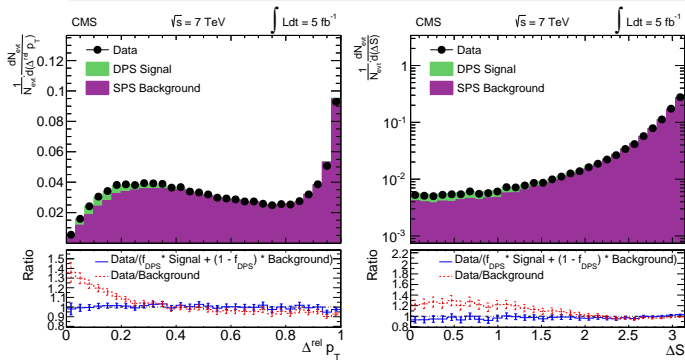 CMS √s = 7 TeV ∫ Ldt = 5 fb⁻¹
1/N_evt dN_evt/d(Δ^rel p_T)
Data
DPS Signal
SPS Background
0.12
0.1
0.08
0.06
0.04
0.02
Ratio
Data/(f_DPS* Signal + (1 - f_DPS) * Background)
Data/Background
1.5
1.4
1.3
1.2
1.1
1
0.9
0.8
0 0.2 0.4 0.6 0.8 1
Δ^rel p_T
CMS √s = 7 TeV ∫ Ldt = 5 fb⁻¹
1/N_evt dN_evt/d(ΔS)
Data
DPS Signal
SPS Background
1
10⁻¹
10⁻²
10⁻³
Ratio
Data/(f_DPS* Signal + (1 - f_DPS) * Background)
Data/Background
2.2
2
1.8
1.6
1.4
1.2
1
0.8
0 0.5 1 1.5 2 2.5 3
ΔS